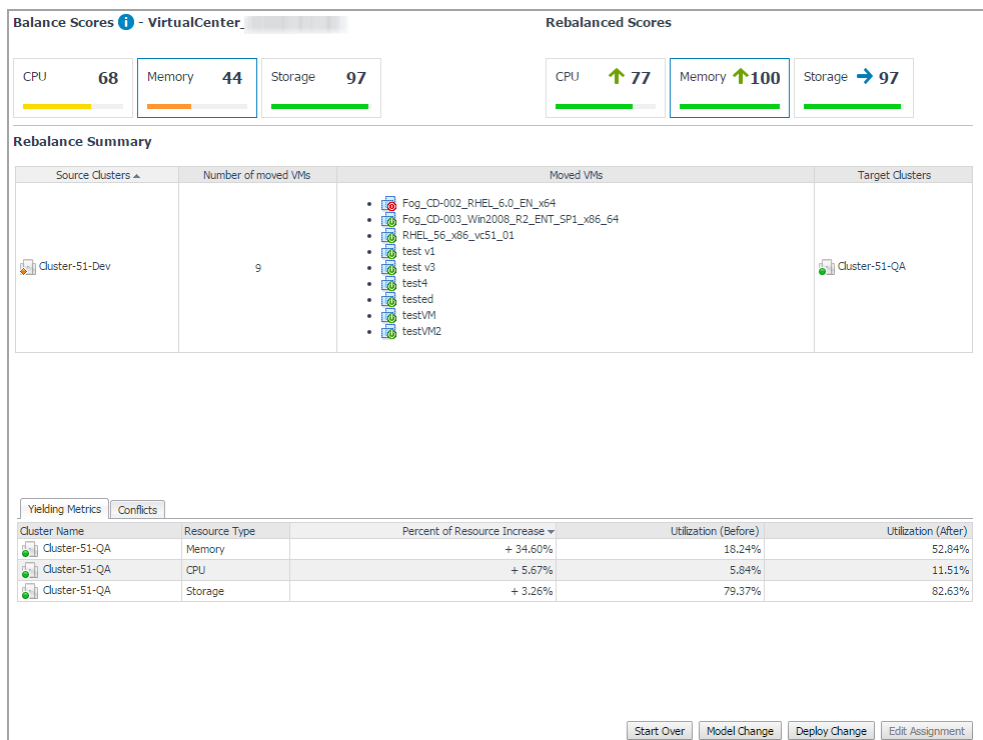 Balance Scores i - VirtualCenter_
Rebalanced Scores
CPU 68 Memory 44 Storage 97
CPU 77 Memory 100 Storage 97
Rebalance Summary
Source Clusters Number of moved VMs Moved VMs Target Clusters
Cluster-51-Dev 9 Cluster-51-QA
Fog_CD-002_RHEL_6.0_EN_x64
Fog_CD-003_Win2008_R2_ENT_SP1_x86_64
RHEL_56_x86_vc51_01
test v1
test v3
test4
tested
testVM
testVM2
Yielding Metrics Conflicts
Cluster Name Resource Type Percent of Resource Increase Utilization (Before) Utilization (After)
Cluster-51-QA Memory + 34.60% 18.24% 52.84%
Cluster-51-QA CPU + 5.67% 5.84% 11.51%
Cluster-51-QA Storage + 3.26% 79.37% 82.63%
Start Over Model Change Deploy Change Edit Assignment